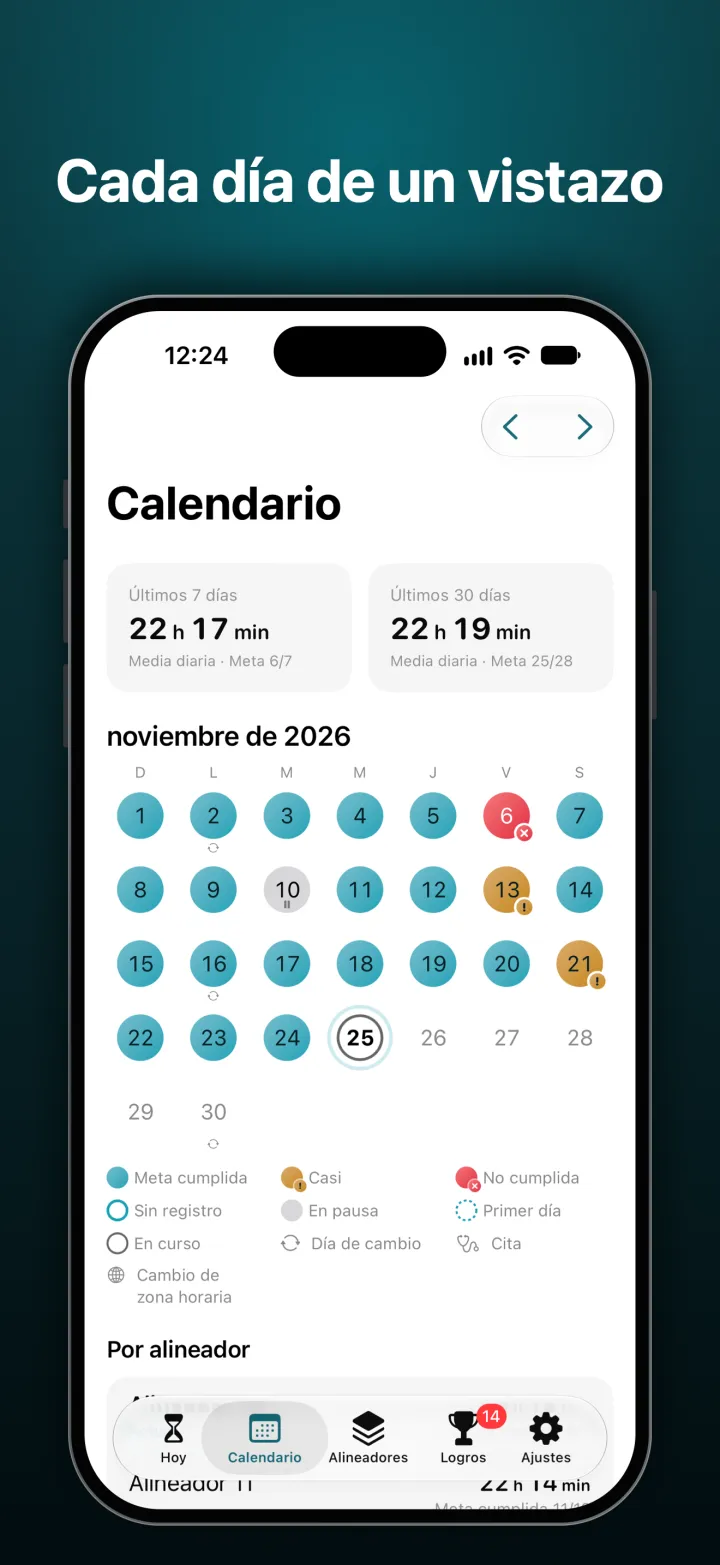 Cada día de un vistazo
12:24
Calendario
Últimos 7 días
22 h 17 min
Media diaria · Meta 6/7
Últimos 30 días
22 h 19 min
Media diaria · Meta 25/28
noviembre de 2026
D L M M J V S
1 2 3 4 5 6 7
8 9 10 11 12 13 14
15 16 17 18 19 20 21
22 23 24 25 26 27 28
29 30
Meta cumplida
Casi
No cumplida
Sin registro
En pausa
Primer día
En curso
Día de cambio
Cita
Cambio de
zona horaria
Por alineador
Hoy
Calendario
Alineadores
14
Logros
Ajustes
Alineador 11
22 h 14 min
Meta cumplida